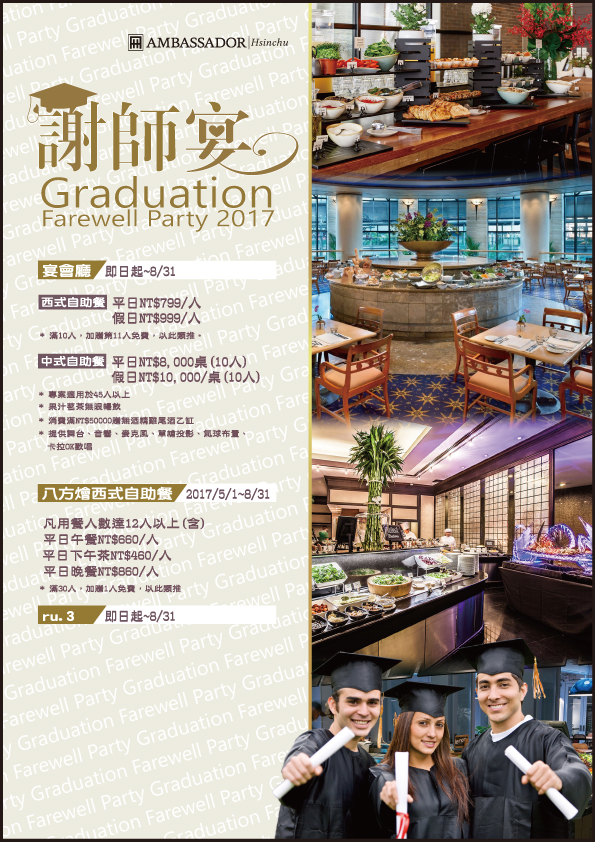 AMBASSADOR | Hsinchu
謝師宴
Graduation
Farewell Party 2017
宴會廳 即日起~8/31
西式自助餐 平日NT$799/人
假日NT$999/人
* 滿10人,加贈第11人免費,以此類推。
中式自助餐 平日NT$8,000桌(10人)
假日NT$10,000/桌(10人)
* 專案適用於45人以上
* 果汁茗茶無限暢飲
* 消費滿NT$50000贈無酒精雞尾酒乙缸
* 提供舞台、音響、麥克風、單槍投影、氣球布置、
卡拉OK歡唱
八方燴西式自助餐 2017/5/1~8/31
凡用餐人數達12人以上(含)
平日午餐NT$660/人
平日下午茶NT$460/人
平日晚餐NT$860/人
* 滿30人,加贈1人免費,以此類推
ru.3 即日起~8/31